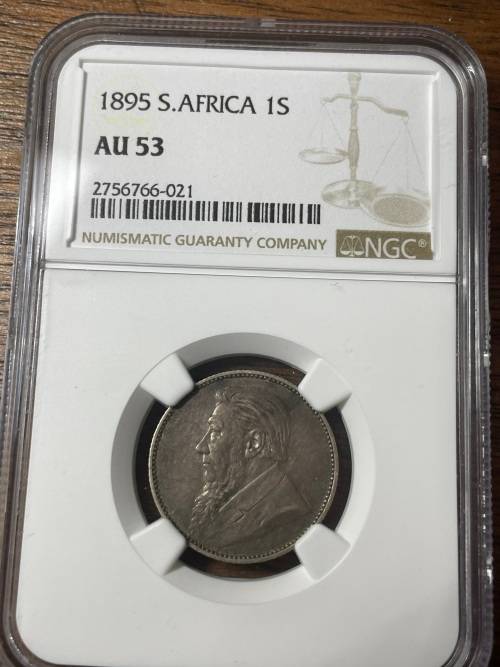 1895 S.AFRICA 1S
AU 53
2756766-021
NUMISMATIC GUARANTY COMPANY
NGC®